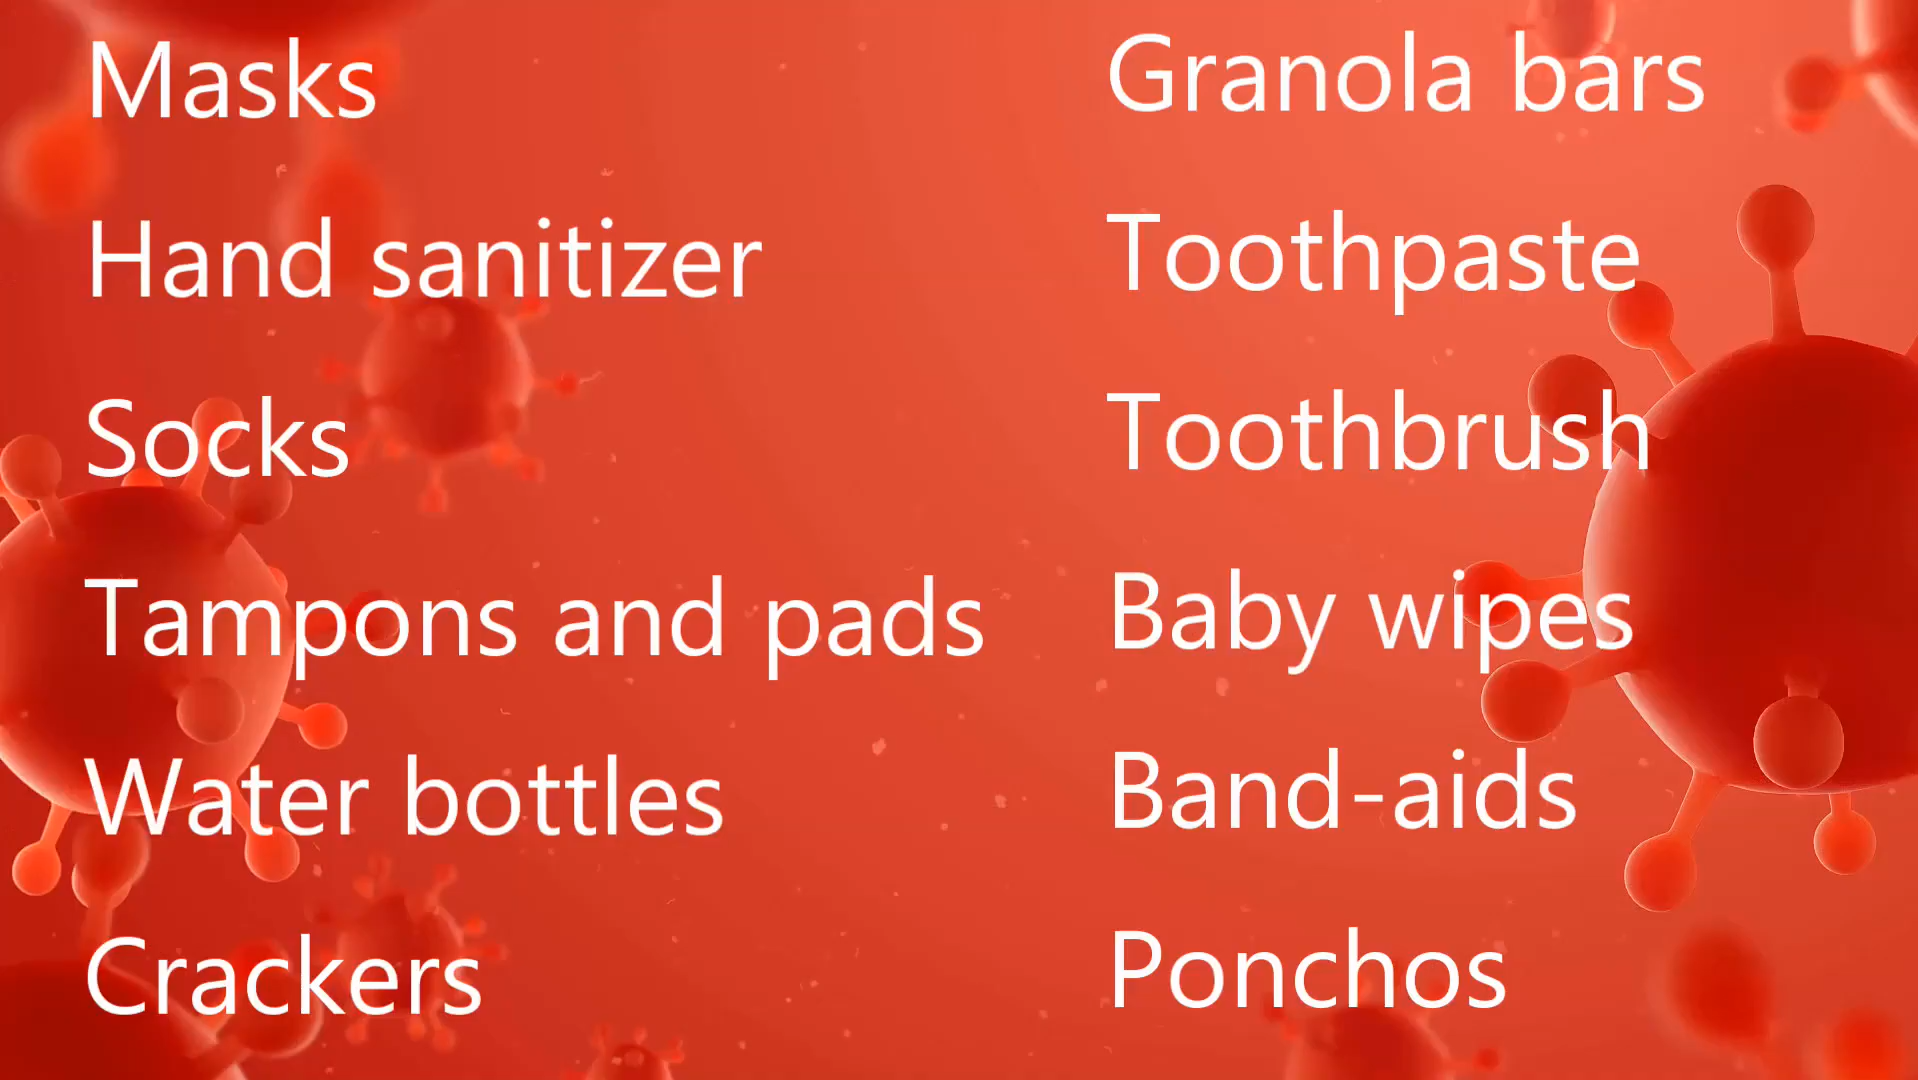 Masks
Hand sanitizer
Socks
Tampons and pads
Water bottles
Crackers
Granola bars
Toothpaste
Toothbrush
Baby wipes
Band-aids
Ponchos